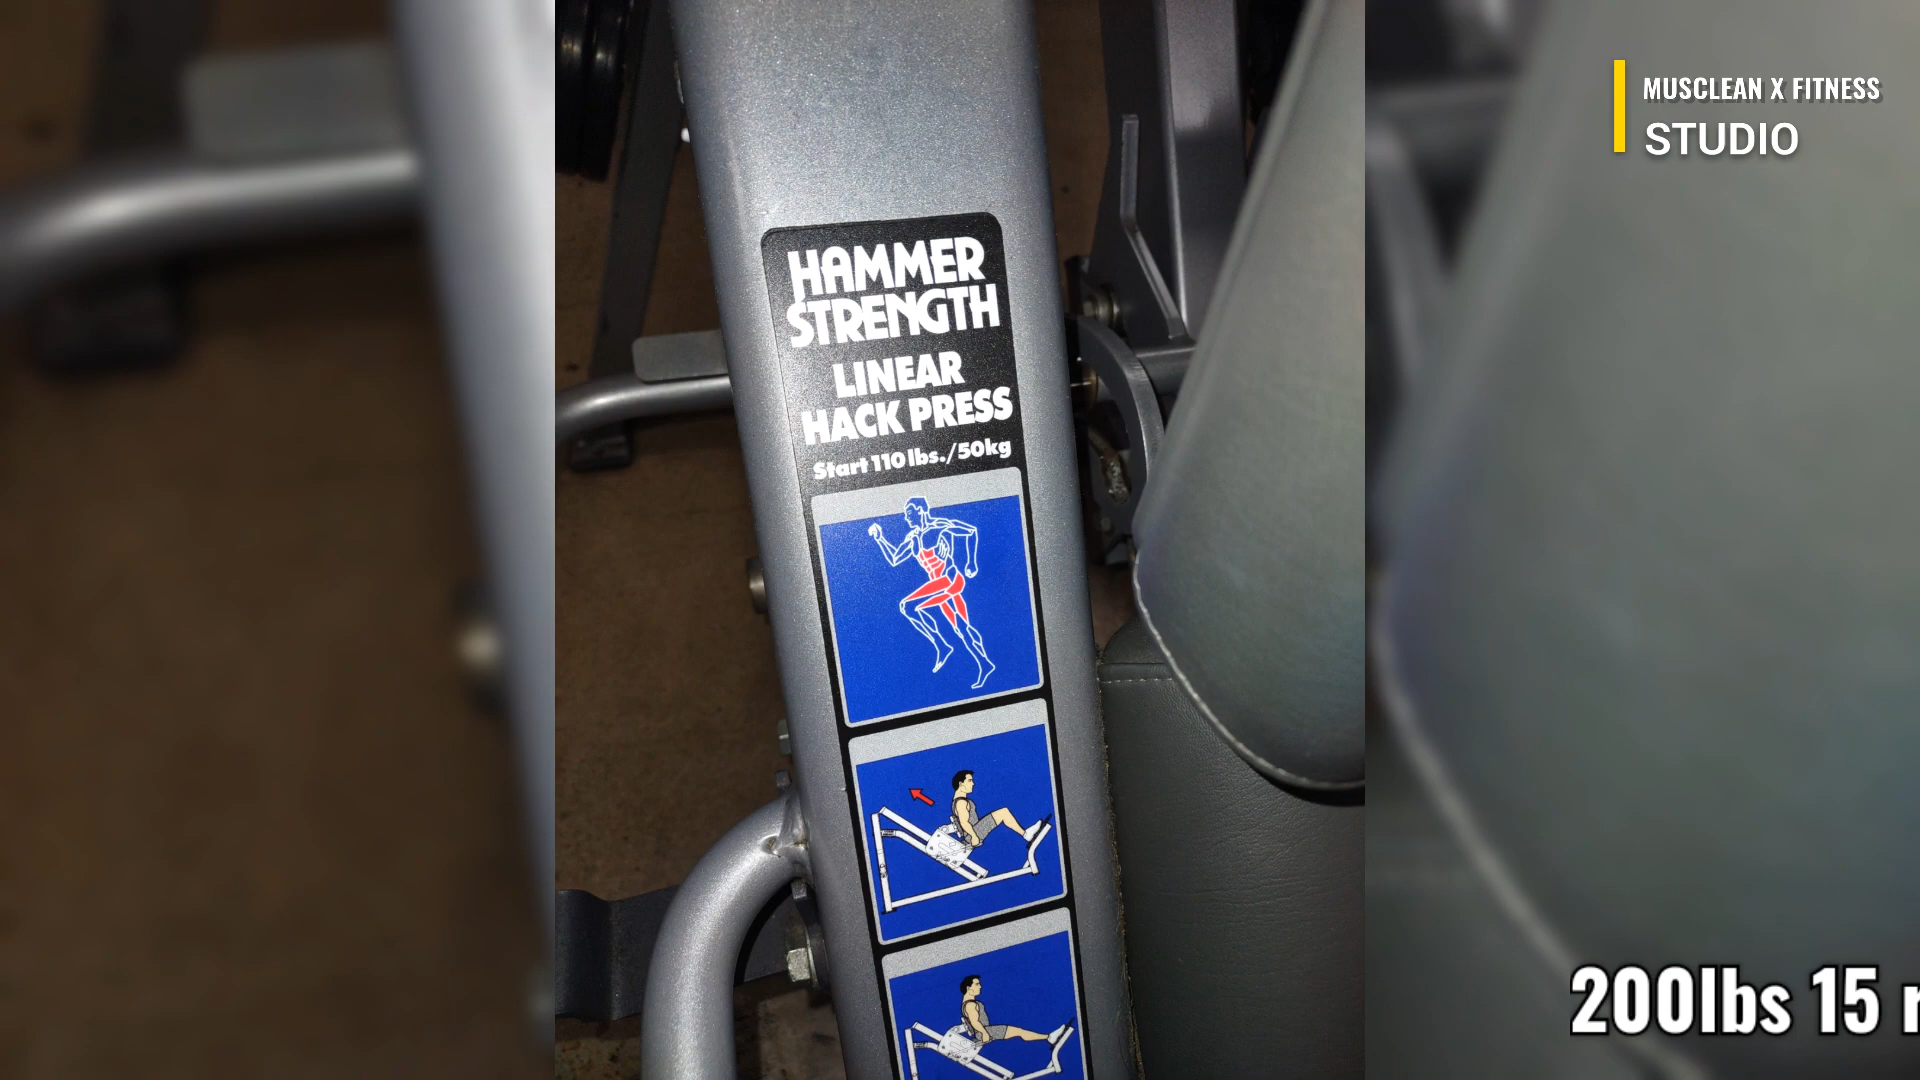 MUSCLEAN X FITNESS
STUDIO
HAMMER
STRENGTH
LINEAR
HACK PRESS
Start 110 lbs./50kg
200lbs 15